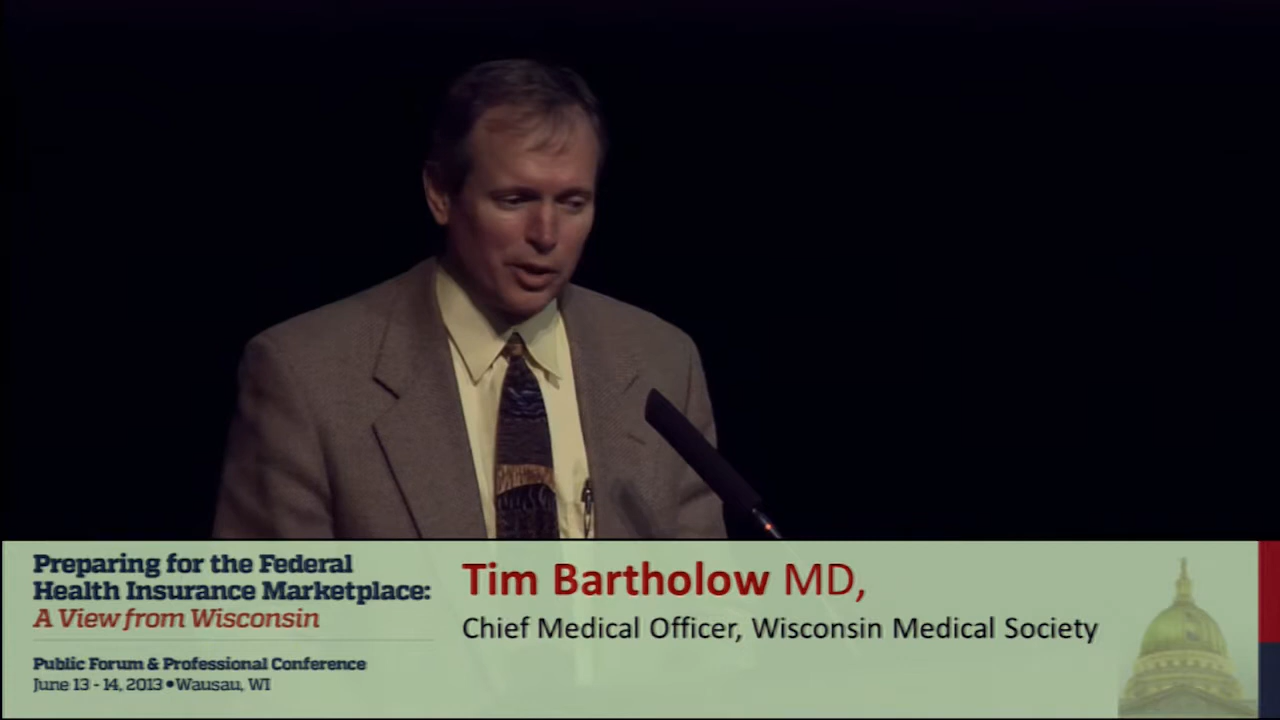 Preparing for the Federal
Health Insurance Marketplace:
A View from Wisconsin
Public Forum & Professional Conference
June 13 - 14, 2013 • Wausau, WI
Tim Bartholow MD,
Chief Medical Officer, Wisconsin Medical Society